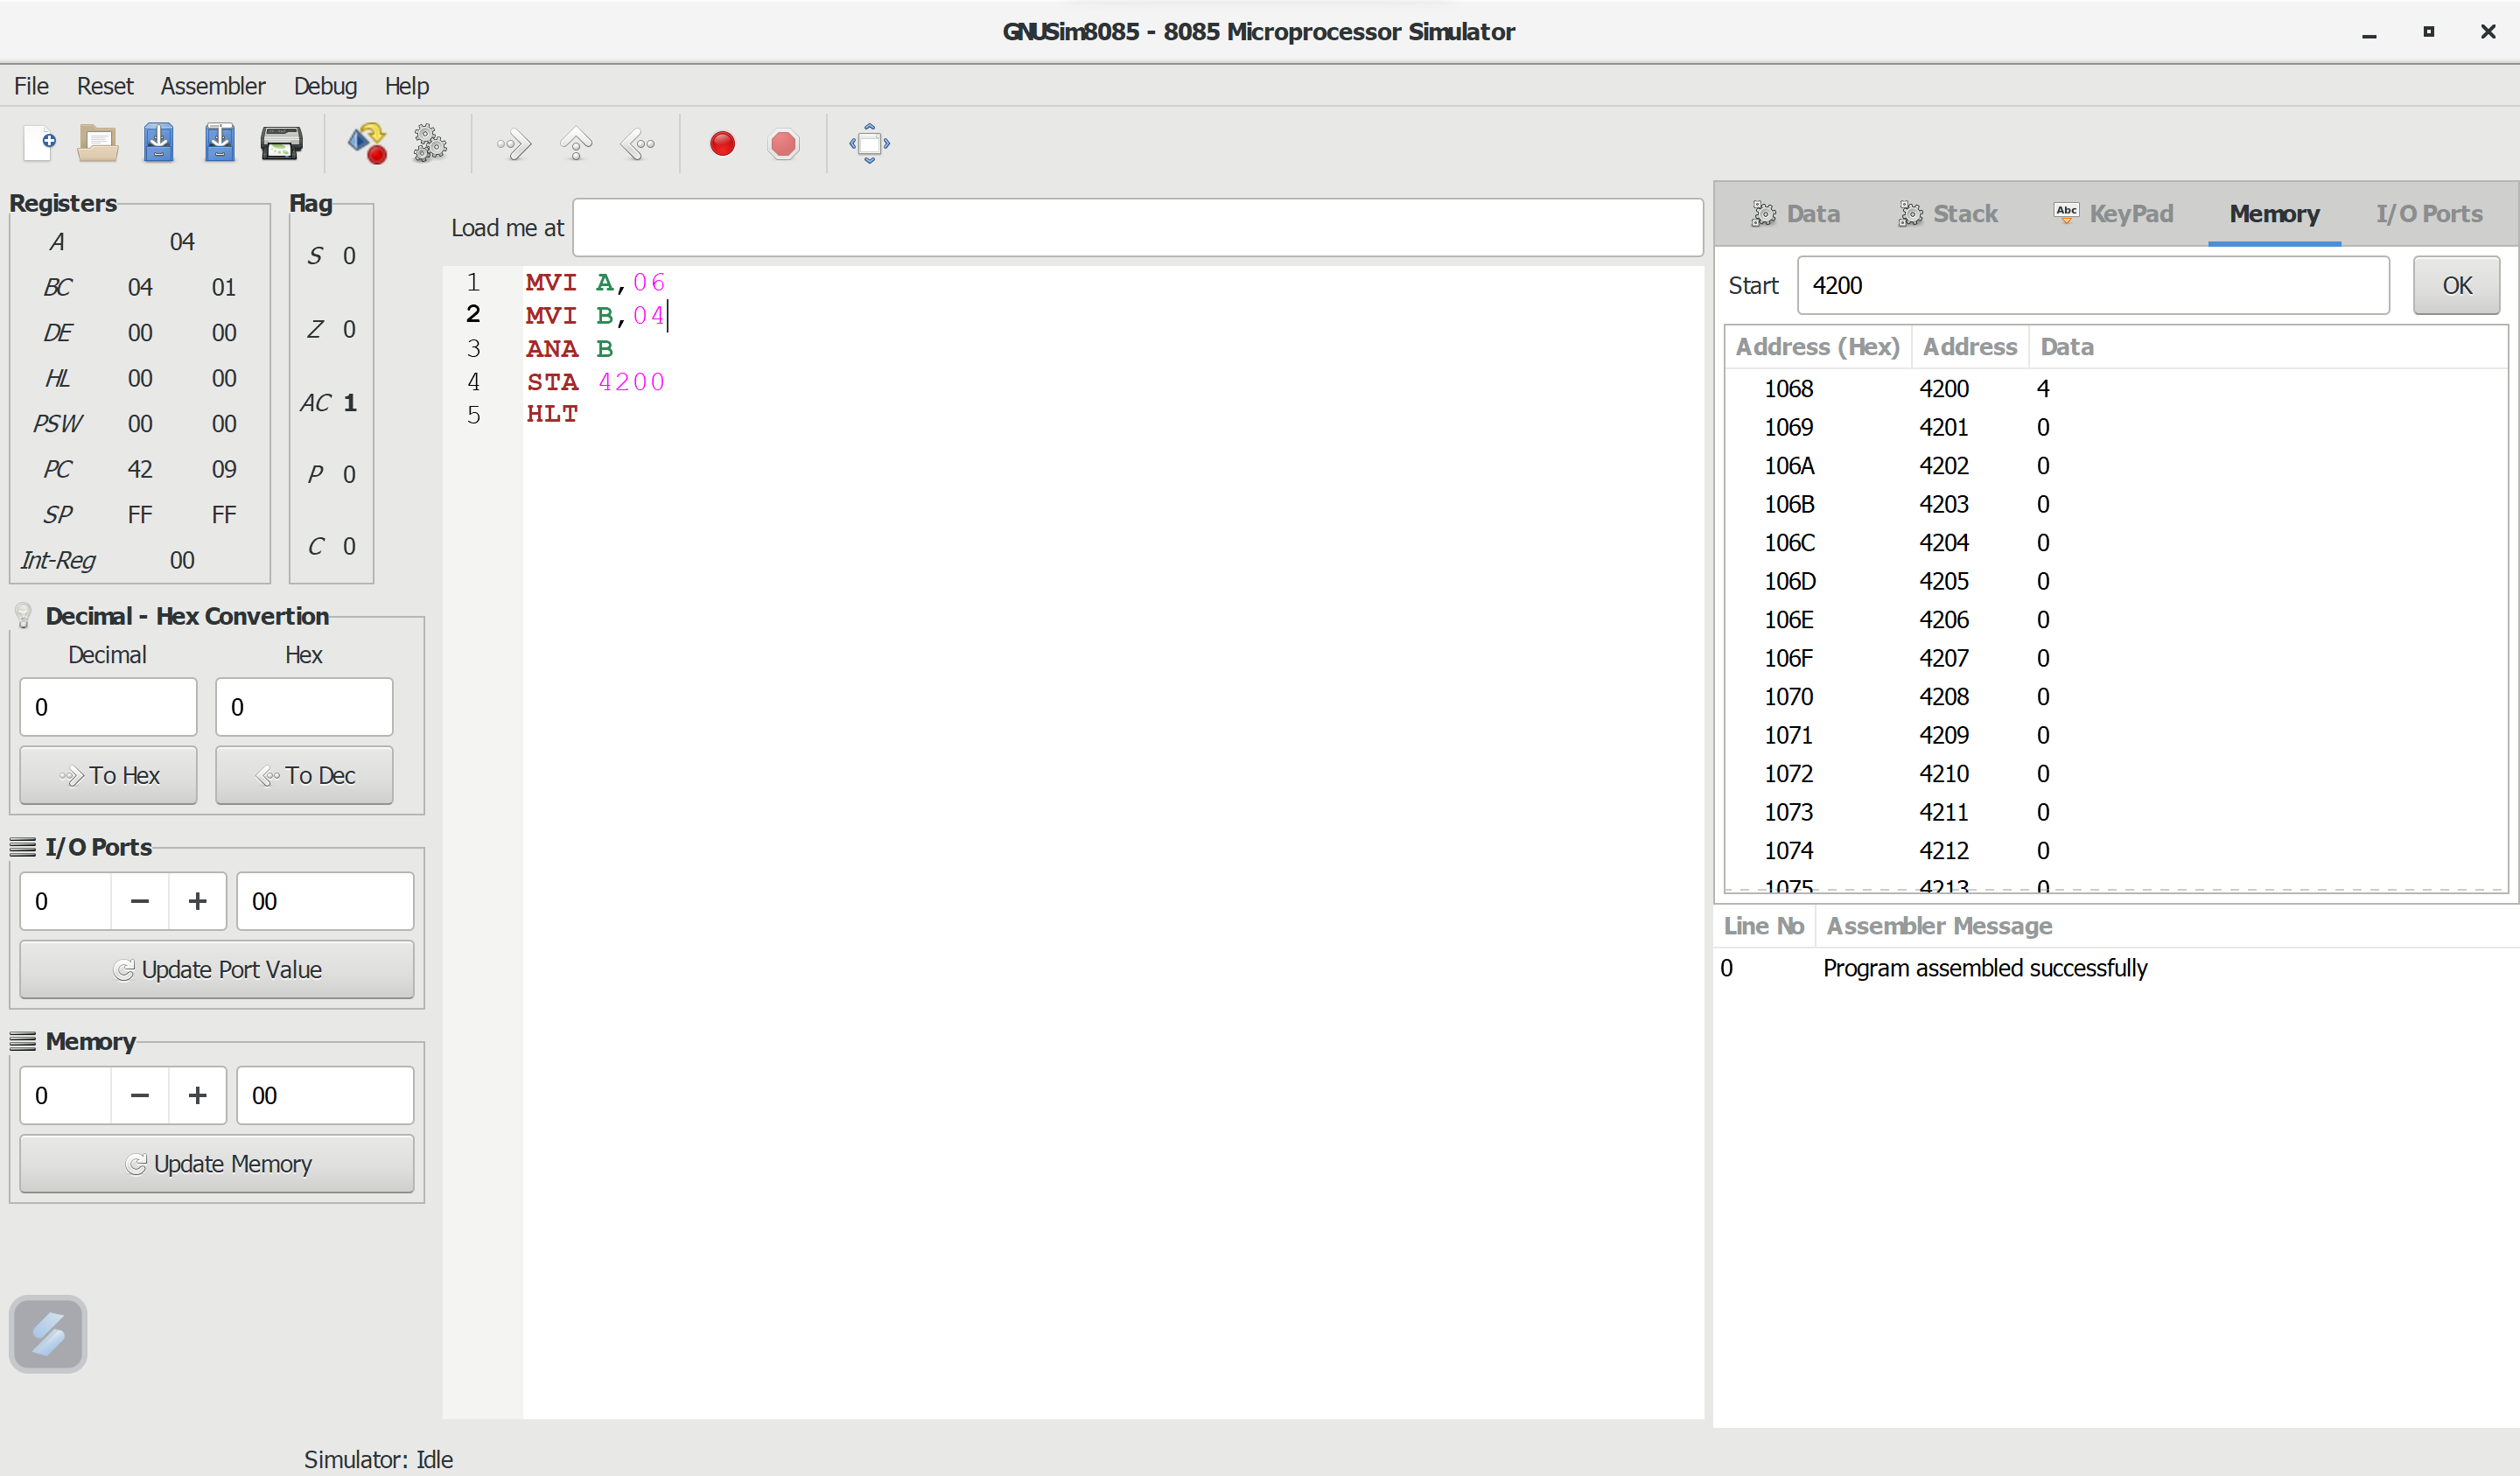 GNUSim8085 - 8085 Microprocessor Simulator
File Reset Assembler Debug Help
Registers
A 04
BC 04 01
DE 00 00
HL 00 00
PSW 00 00
PC 42 09
SP FF FF
Int-Reg 00
Flag
S 0
Z 0
AC 1
P 0
C 0
Decimal - Hex Convertion
Decimal Hex
0 0
To Hex To Dec
I/O Ports
0 − + 00
Update Port Value
Memory
0 − + 00
Update Memory
Load me at
1 MVI A,06
2 MVI B,04
3 ANA B
4 STA 4200
5 HLT
Data Stack Abc KeyPad Memory I/O Ports
Start 4200 OK
Address (Hex) Address Data
1068 4200 4
1069 4201 0
106A 4202 0
106B 4203 0
106C 4204 0
106D 4205 0
106E 4206 0
106F 4207 0
1070 4208 0
1071 4209 0
1072 4210 0
1073 4211 0
1074 4212 0
1075 4213 0
Line No Assembler Message
0 Program assembled successfully
Simulator: Idle